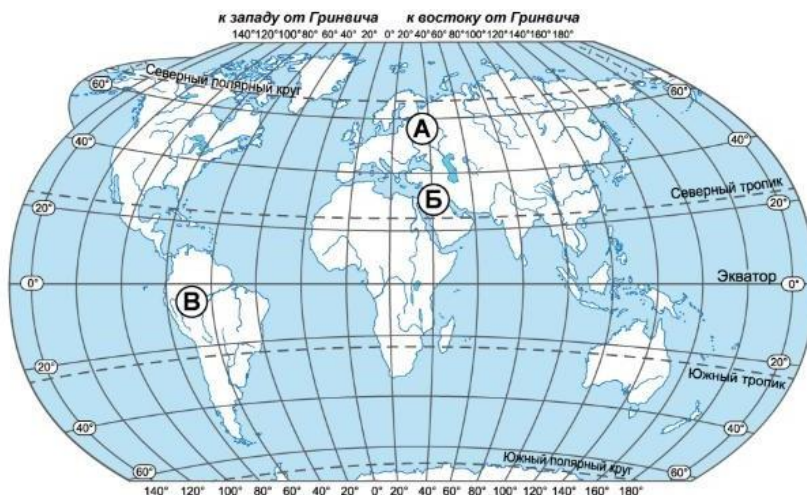 к западу от Гринвича к востоку от Гринвича
140° 120° 100° 80° 60° 40° 20° 0° 20° 40° 60° 80° 100° 120° 140° 160° 180°
Северный полярный круг
60° 60°
А
40° 40°
Северный тропик
Б
20° 20°
Экватор
0° 0°
В
20° 20°
Южный тропик
40° 40°
Южный полярный круг
60° 60°
140° 120° 100° 80° 60° 40° 20° 0° 20° 40° 60° 80° 100° 120° 140° 160° 180°